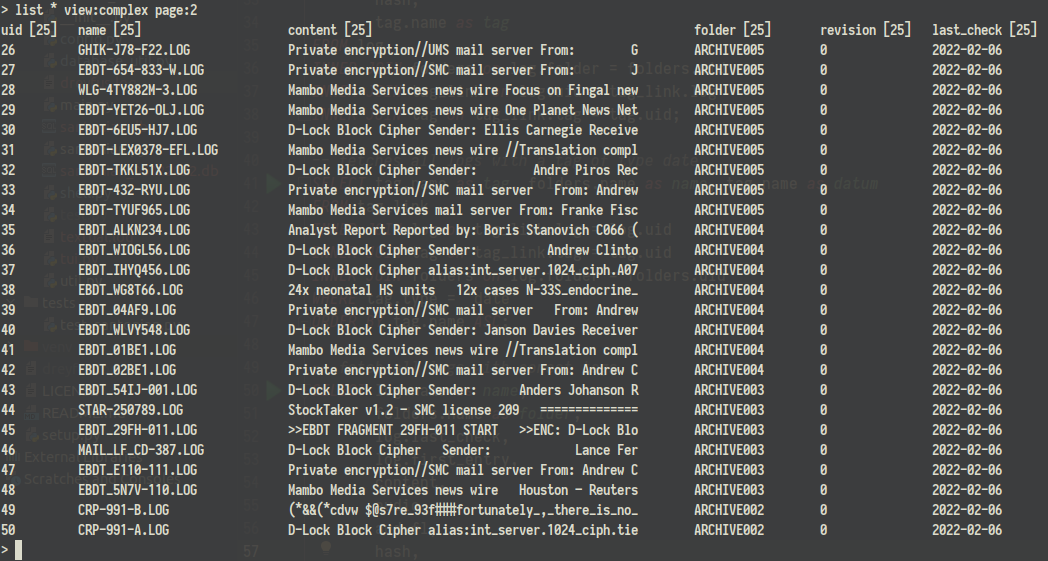 > list * view:complex page:2
uid [25] name [25] content [25] folder [25] revision [25] last_check [25]
26 GHIK-J78-F22.LOG Private encryption//UMS mail server From: G ARCHIVE005 0 2022-02-06
27 EBDT-654-833-W.LOG Private encryption//SMC mail server From: J ARCHIVE005 0 2022-02-06
28 WLG-4TY882M-3.LOG Mambo Media Services news wire Focus on Fingal new ARCHIVE005 0 2022-02-06
29 EBDT-YET26-OLJ.LOG Mambo Media Services news wire One Planet News Net ARCHIVE005 0 2022-02-06
30 EBDT-6EU5-HJ7.LOG D-Lock Block Cipher Sender: Ellis Carnegie Receive ARCHIVE005 0 2022-02-06
31 EBDT-LEX0378-EFL.LOG Mambo Media Services news wire //Translation compl ARCHIVE005 0 2022-02-06
32 EBDT-TKKL51X.LOG D-Lock Block Cipher Sender: Andre Piros Rec ARCHIVE005 0 2022-02-06
33 EBDT-432-RYU.LOG Private encryption//SMC mail server From: Andrew ARCHIVE005 0 2022-02-06
34 EBDT-TYUF965.LOG Mambo Media Services mail server From: Franke Fisc ARCHIVE005 0 2022-02-06
35 EBDT_ALKN234.LOG Analyst Report Reported by: Boris Stanovich C066 ( ARCHIVE004 0 2022-02-06
36 EBDT_WIOGL56.LOG D-Lock Block Cipher Sender: Andrew Clinto ARCHIVE004 0 2022-02-06
37 EBDT_IHYQ456.LOG D-Lock Block Cipher alias:int_server.1024_ciph.A07 ARCHIVE004 0 2022-02-06
38 EBDT_WG8T66.LOG 24x neonatal HS units 12x cases N-33S_endocrine_ ARCHIVE004 0 2022-02-06
39 EBDT_04AF9.LOG Private encryption//SMC mail server From: Andrew ARCHIVE004 0 2022-02-06
40 EBDT_WLVY548.LOG D-Lock Block Cipher Sender: Janson Davies Receiver ARCHIVE004 0 2022-02-06
41 EBDT_01BE1.LOG Mambo Media Services news wire //Translation compl ARCHIVE004 0 2022-02-06
42 EBDT_02BE1.LOG Private encryption//SMC mail server From: Andrew C ARCHIVE004 0 2022-02-06
43 EBDT_54IJ-001.LOG D-Lock Block Cipher Sender: Anders Johanson R ARCHIVE003 0 2022-02-06
44 STAR-250789.LOG StockTaker v1.2 - SMC license 209 ============== ARCHIVE003 0 2022-02-06
45 EBDT_29FH-011.LOG >>EBDT FRAGMENT 29FH-011 START >>ENC: D-Lock Blo ARCHIVE003 0 2022-02-06
46 MAIL_LF_CD-387.LOG D-Lock Block Cipher Sender: Lance Fer ARCHIVE003 0 2022-02-06
47 EBDT_E110-111.LOG Private encryption//SMC mail server From: Andrew C ARCHIVE003 0 2022-02-06
48 EBDT_5N7V-110.LOG Mambo Media Services news wire Houston - Reuters ARCHIVE003 0 2022-02-06
49 CRP-991-B.LOG (*&&(*cdvw $@s7re_93f###fortunately_,_there_is_no_ ARCHIVE002 0 2022-02-06
50 CRP-991-A.LOG D-Lock Block Cipher alias:int_server.1024_ciph.tie ARCHIVE002 0 2022-02-06
>